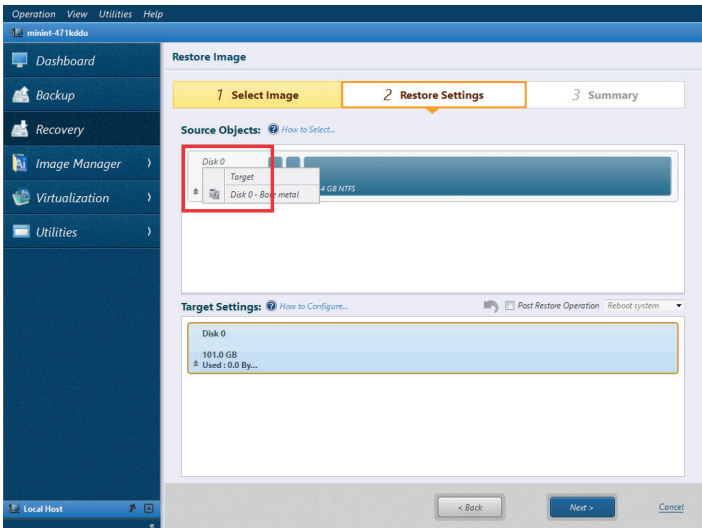 Operation View Utilities Help
minint-471kddu
Dashboard
Backup
Recovery
Image Manager
Virtualization
Utilities
Local Host
Restore Image
1 Select Image
2 Restore Settings
3 Summary
Source Objects: How to Select...
Disk 0
Target
Disk 0 - Bare metal
4 GB NTFS
Target Settings: How to Configure...
Post Restore Operation Reboot system
Disk 0
101.0 GB
Used : 0.0 By...
< Back
Next >
Cancel